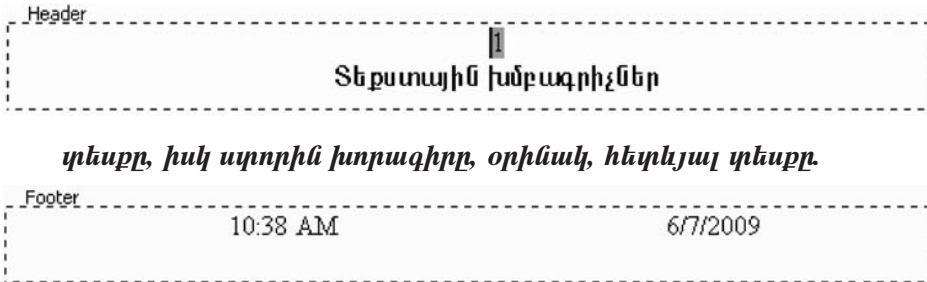 Header
1
Տեքստային խմբագրիչներ
տեսքը, իսկ ստորին խորագիրը, օրինակ, հետևյալ տեսքը.
Footer
10:38 AM 6/7/2009